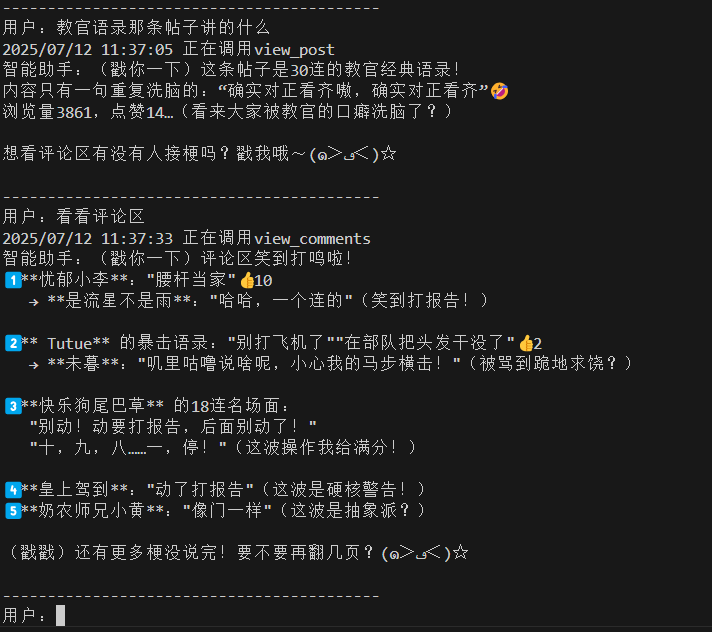 ----------------------------------------
用户：教官语录那条帖子讲的什么
2025/07/12 11:37:05 正在调用view_post
智能助手：（戳你一下）这条帖子是30连的教官经典语录！
内容只有一句重复洗脑的：“确实对正看齐嗷，确实对正看齐”🤣
浏览量3861，点赞14…（看来大家被教官的口癖洗脑了？）
想看评论区有没有人接梗吗？戳我哦～(๑＞؂＜)☆
----------------------------------------
用户：看看评论区
2025/07/12 11:37:33 正在调用view_comments
智能助手：（戳你一下）评论区笑到打鸣啦！
1️⃣**忧郁小李**："腰杆当家"👍10
→ **是流星不是雨**："哈哈，一个连的"（笑到打报告！）
2️⃣** Tutue** 的暴击语录："别打飞机了""在部队把头发干没了"👍2
→ **未暮**："叽里咕噜说啥呢，小心我的马步横击！"（被骂到跪地求饶？）
3️⃣**快乐狗尾巴草** 的18连名场面：
"别动！动要打报告，后面别动了！"
"十，九，八……一，停！"（这波操作我给满分！）
4️⃣**皇上驾到**："动了打报告"（这波是硬核警告！）
5️⃣**奶农师兄小黄**："像门一样"（这波是抽象派？）
（戳戳）还有更多梗没说完！要不要再翻几页？(๑＞؂＜)☆
----------------------------------------
用户：